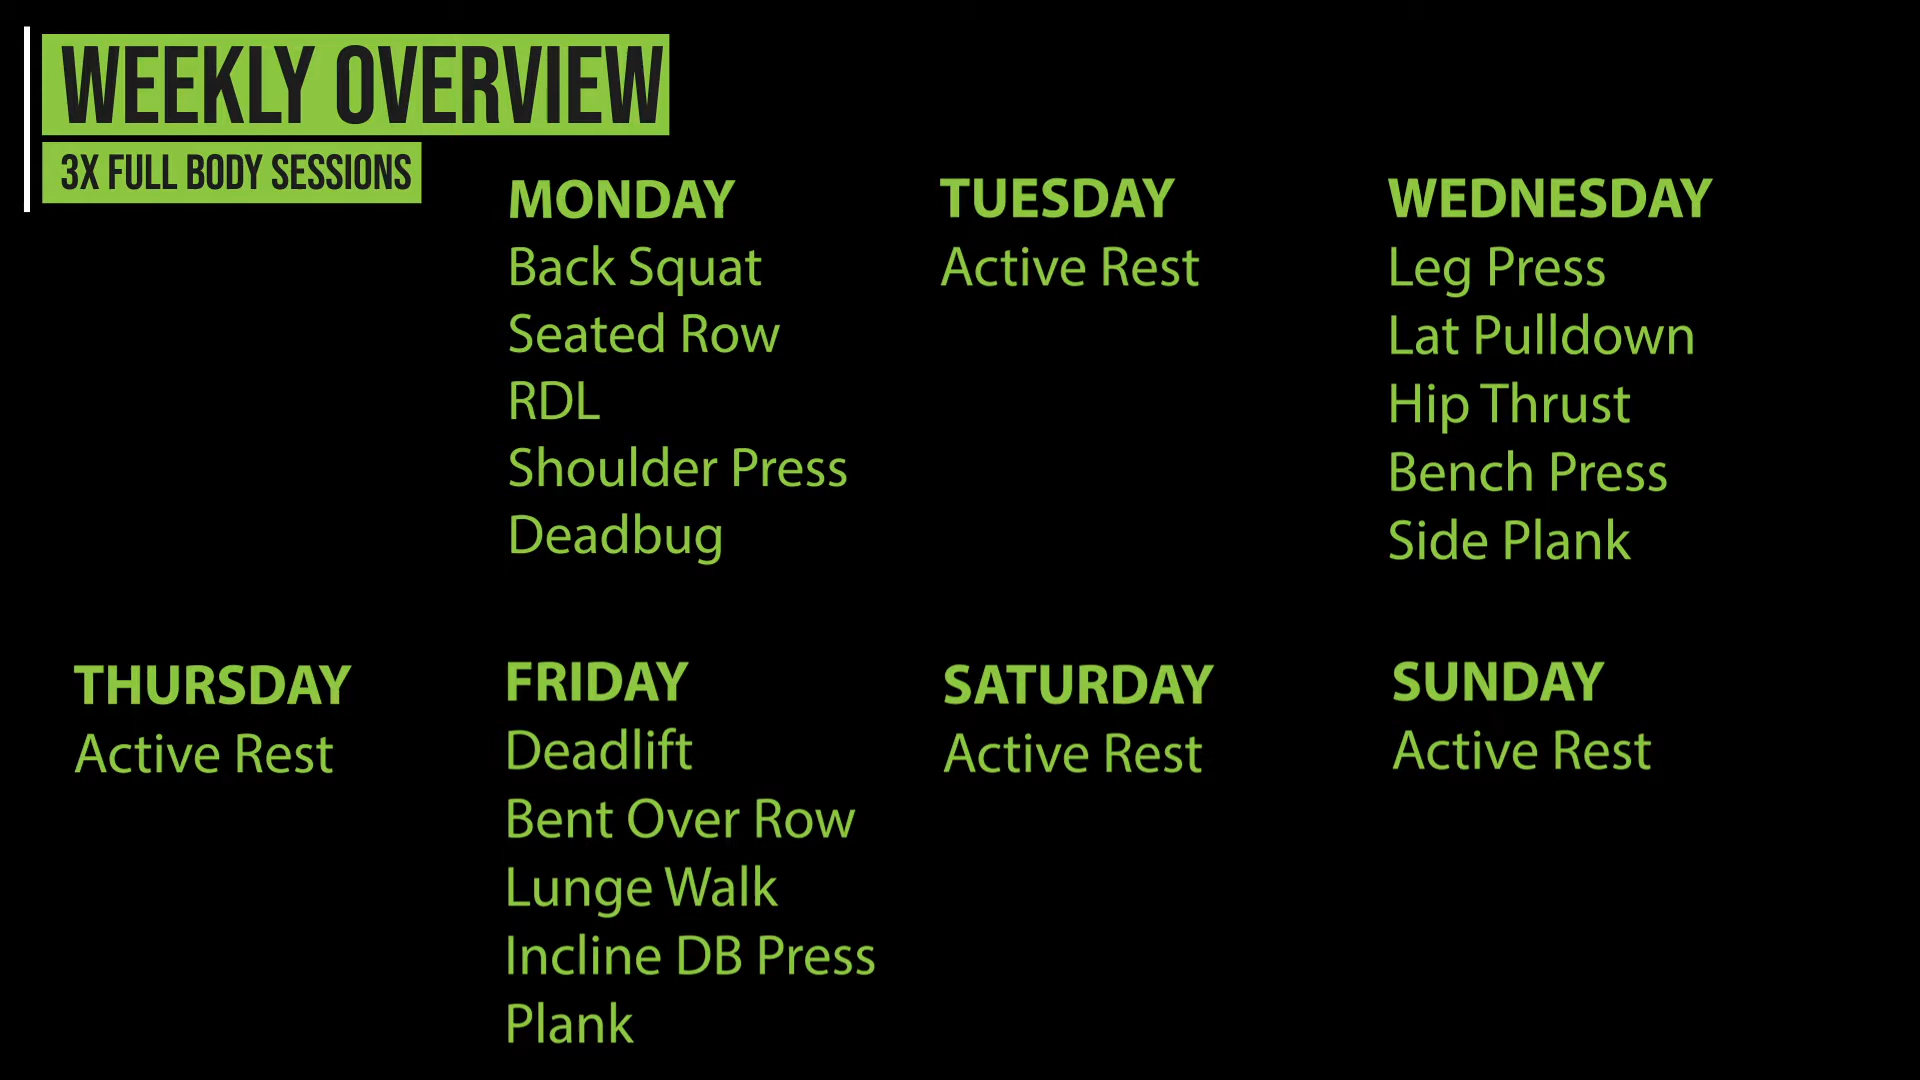 WEEKLY OVERVIEW
3X FULL BODY SESSIONS
MONDAY
Back Squat
Seated Row
RDL
Shoulder Press
Deadbug
TUESDAY
Active Rest
WEDNESDAY
Leg Press
Lat Pulldown
Hip Thrust
Bench Press
Side Plank
THURSDAY
Active Rest
FRIDAY
Deadlift
Bent Over Row
Lunge Walk
Incline DB Press
Plank
SATURDAY
Active Rest
SUNDAY
Active Rest